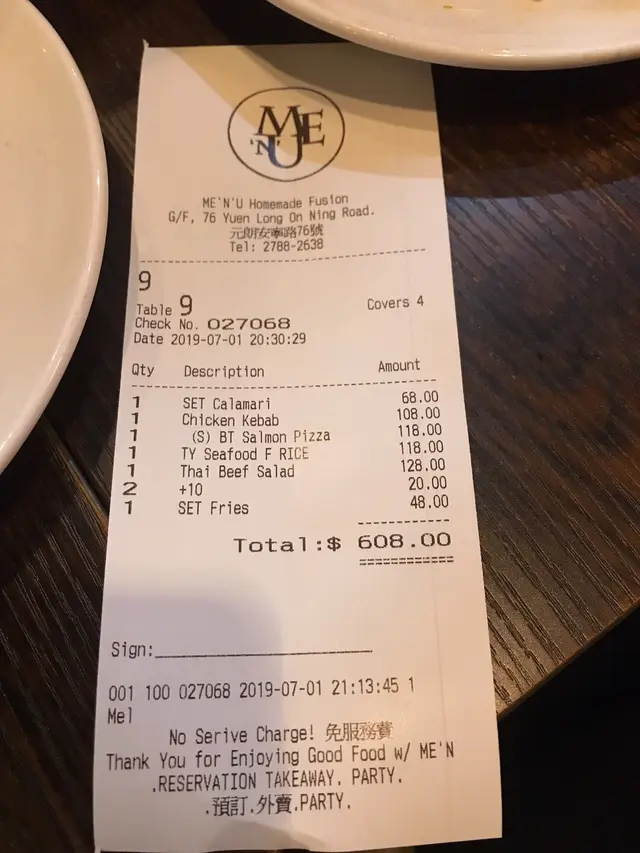 ME'N'U
ME'N'U Homemade Fusion
G/F, 76 Yuen Long On Ning Road.
元朗安寧路76號
Tel: 2788-2638
9
Table 9 Covers 4
Check No. 027068
Date 2019-07-01 20:30:29
Qty Description Amount
1 SET Calamari 68.00
1 Chicken Kebab 108.00
1 (S) BT Salmon Pizza 118.00
1 TY Seafood F RICE 118.00
1 Thai Beef Salad 128.00
2 +10 20.00
1 SET Fries 48.00
Total:$ 608.00
Sign:
001 100 027068 2019-07-01 21:13:45 1
Mel
No Serive Charge! 免服務費
Thank You for Enjoying Good Food w/ ME'N
.RESERVATION TAKEAWAY. PARTY.
.預訂.外賣.PARTY.